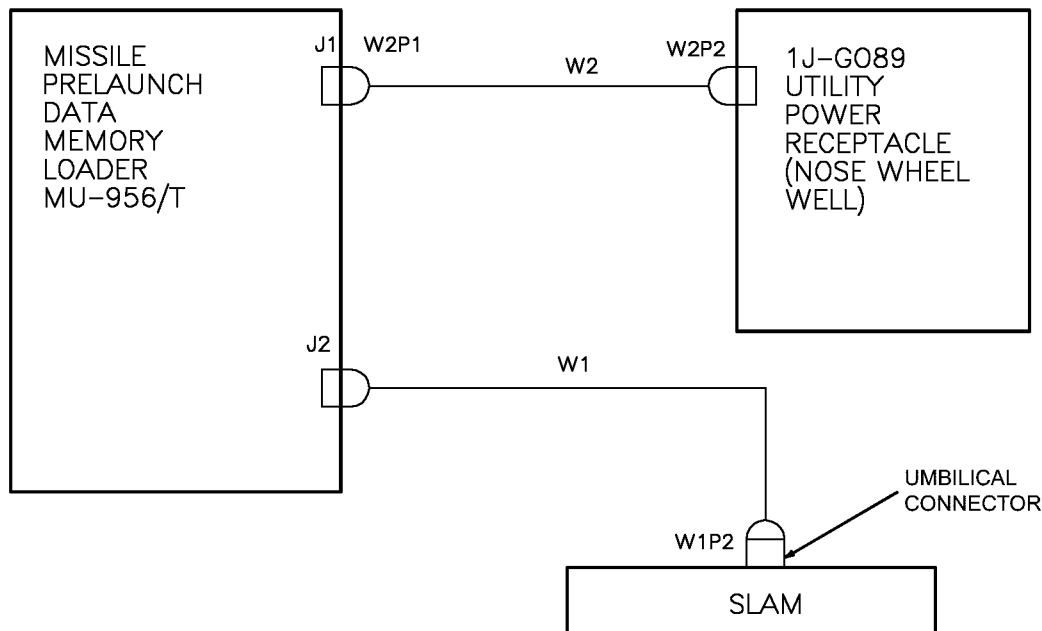 MISSILE
PRELAUNCH
DATA
MEMORY
LOADER
MU-956/T
J1
W2P1
W2
W2P2
1J-GO89
UTILITY
POWER
RECEPTACLE
(NOSE WHEEL
WELL)
J2
W1
UMBILICAL
CONNECTOR
W1P2
SLAM